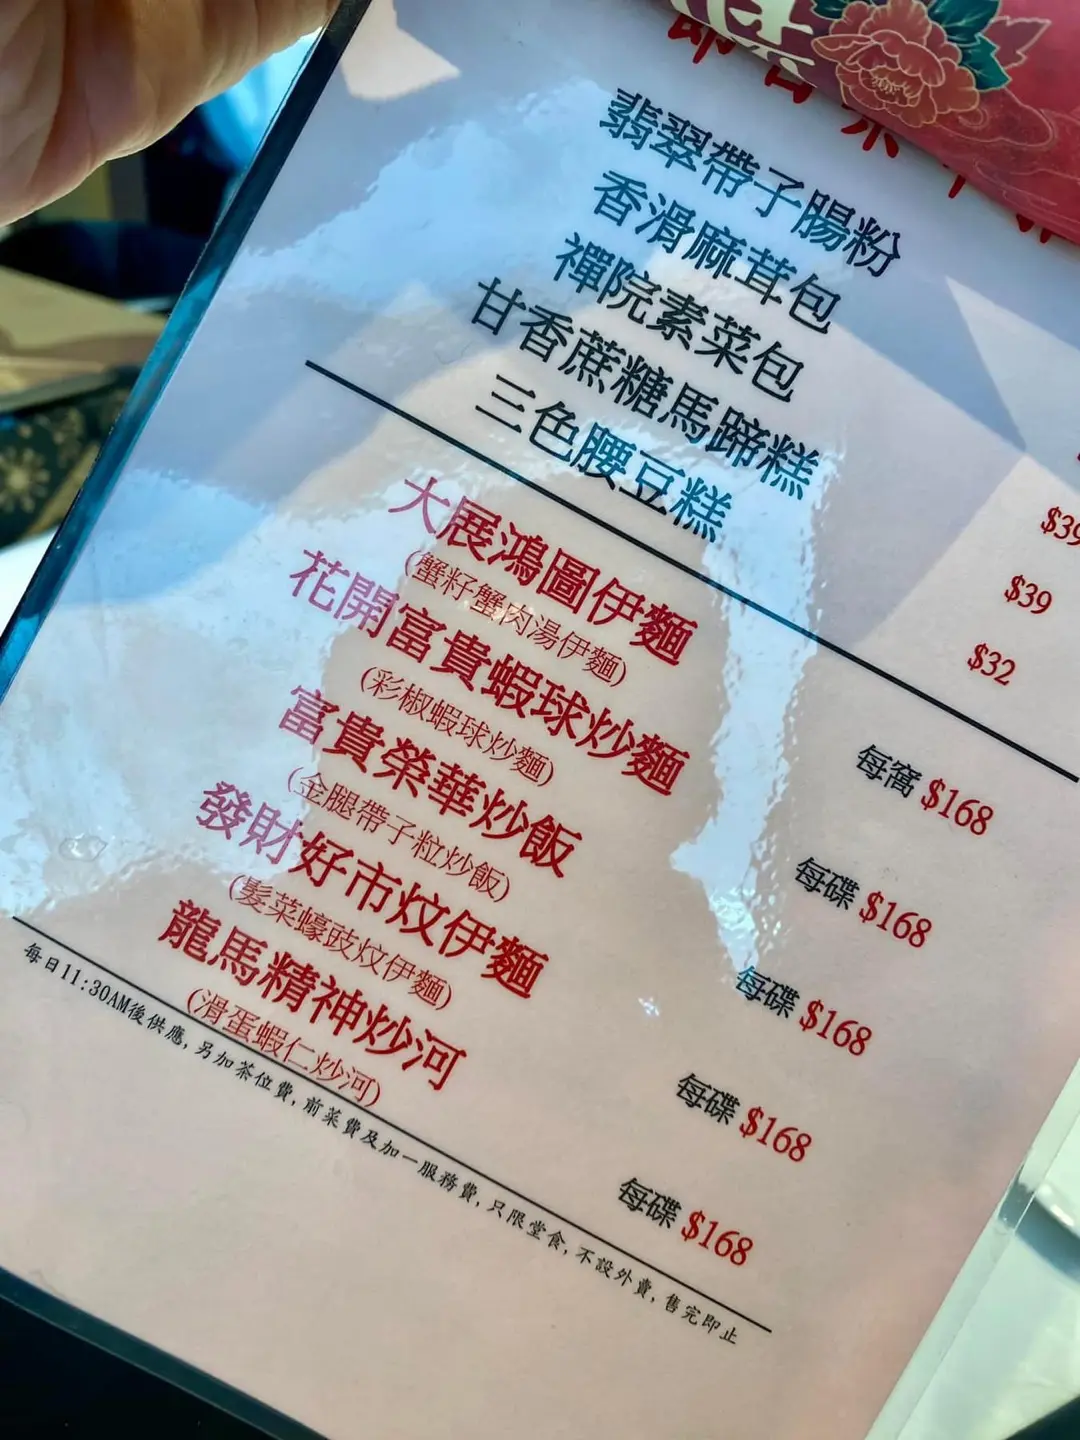 翡翠帶子腸粉
香滑麻茸包
禪院素菜包
甘香蔗糖馬蹄糕 $39
三色腰豆糕 $39
$32
大展鴻圖伊麵 每窩 $168
(蟹籽蟹肉湯伊麵)
花開富貴蝦球炒麵 每碟 $168
(彩椒蝦球炒麵)
富貴榮華炒飯 每碟 $168
(金腿帶子粒炒飯)
發財好市炆伊麵 每碟 $168
(髮菜蠔豉炆伊麵)
龍馬精神炒河 每碟 $168
(滑蛋蝦仁炒河)
每日11:30AM後供應, 另加茶位費, 前菜費及加一服務費, 只限堂食, 不設外賣, 售完即止